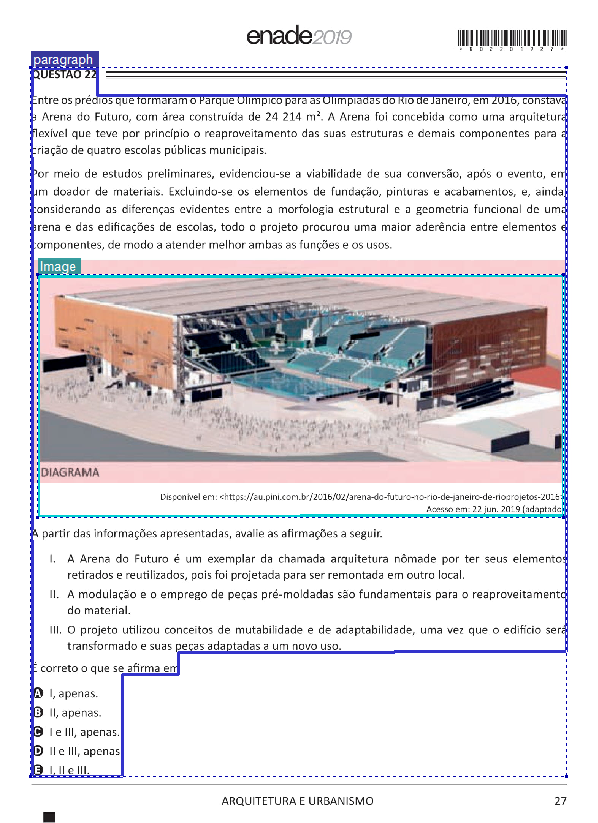 enade2019
paragraph
QUESTÃO 22
Entre os prédios que formaram o Parque Olímpico para as Olimpíadas do Rio de Janeiro, em 2016, constava
a Arena do Futuro, com área construída de 24 214 m². A Arena foi concebida como uma arquitetura
flexível que teve por princípio o reaproveitamento das suas estruturas e demais componentes para a
criação de quatro escolas públicas municipais.
Por meio de estudos preliminares, evidenciou-se a viabilidade de sua conversão, após o evento, em
um doador de materiais. Excluindo-se os elementos de fundação, pinturas e acabamentos, e, ainda,
considerando as diferenças evidentes entre a morfologia estrutural e a geometria funcional de uma
arena e das edificações de escolas, todo o projeto procurou uma maior aderência entre elementos e
componentes, de modo a atender melhor ambas as funções e os usos.
Image
DIAGRAMA
Disponível em: <https://au.pini.com.br/2016/02/arena-do-futuro-no-rio-de-janeiro-de-rioprojetos-2016>
Acesso em: 22 jun. 2019 (adaptado)
A partir das informações apresentadas, avalie as afirmações a seguir.
I. A Arena do Futuro é um exemplar da chamada arquitetura nômade por ter seus elementos
retirados e reutilizados, pois foi projetada para ser remontada em outro local.
II. A modulação e o emprego de peças pré-moldadas são fundamentais para o reaproveitamento
do material.
III. O projeto utilizou conceitos de mutabilidade e de adaptabilidade, uma vez que o edifício será
transformado e suas peças adaptadas a um novo uso.
É correto o que se afirma em
A I, apenas.
B II, apenas.
C I e III, apenas.
D II e III, apenas
E I, II e III.
ARQUITETURA E URBANISMO 27